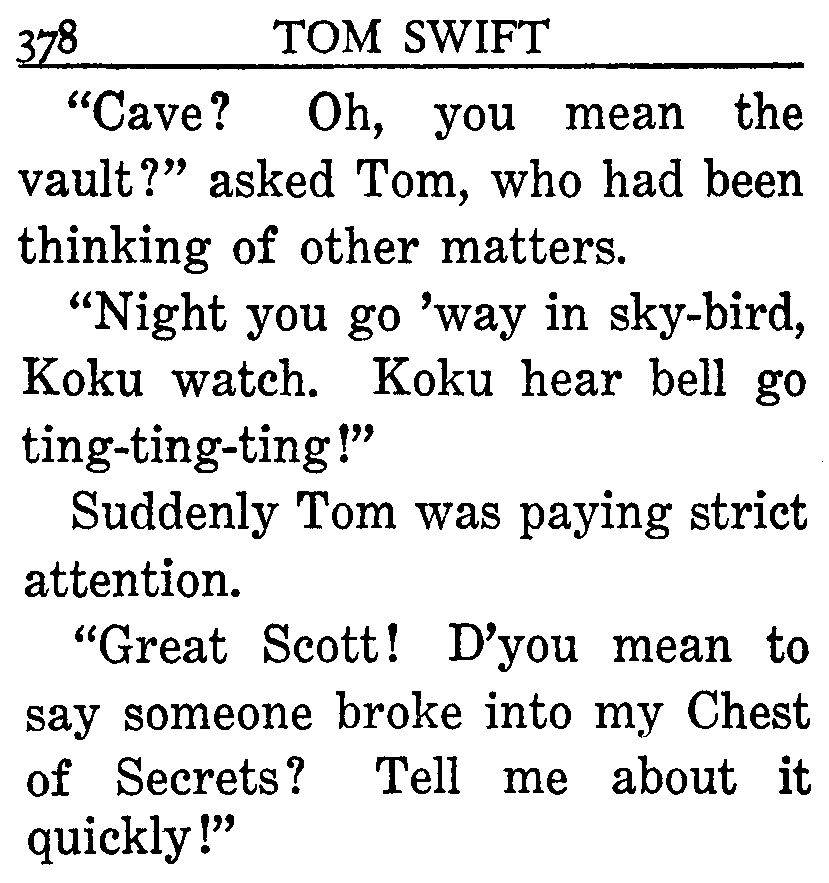 378 TOM SWIFT
“Cave? Oh, you mean the
vault?” asked Tom, who had been
thinking of other matters.
“Night you go ’way in sky-bird,
Koku watch. Koku hear bell go
ting-ting-ting!”
Suddenly Tom was paying strict
attention.
“Great Scott! D’you mean to
say someone broke into my Chest
of Secrets? Tell me about it
quickly!”